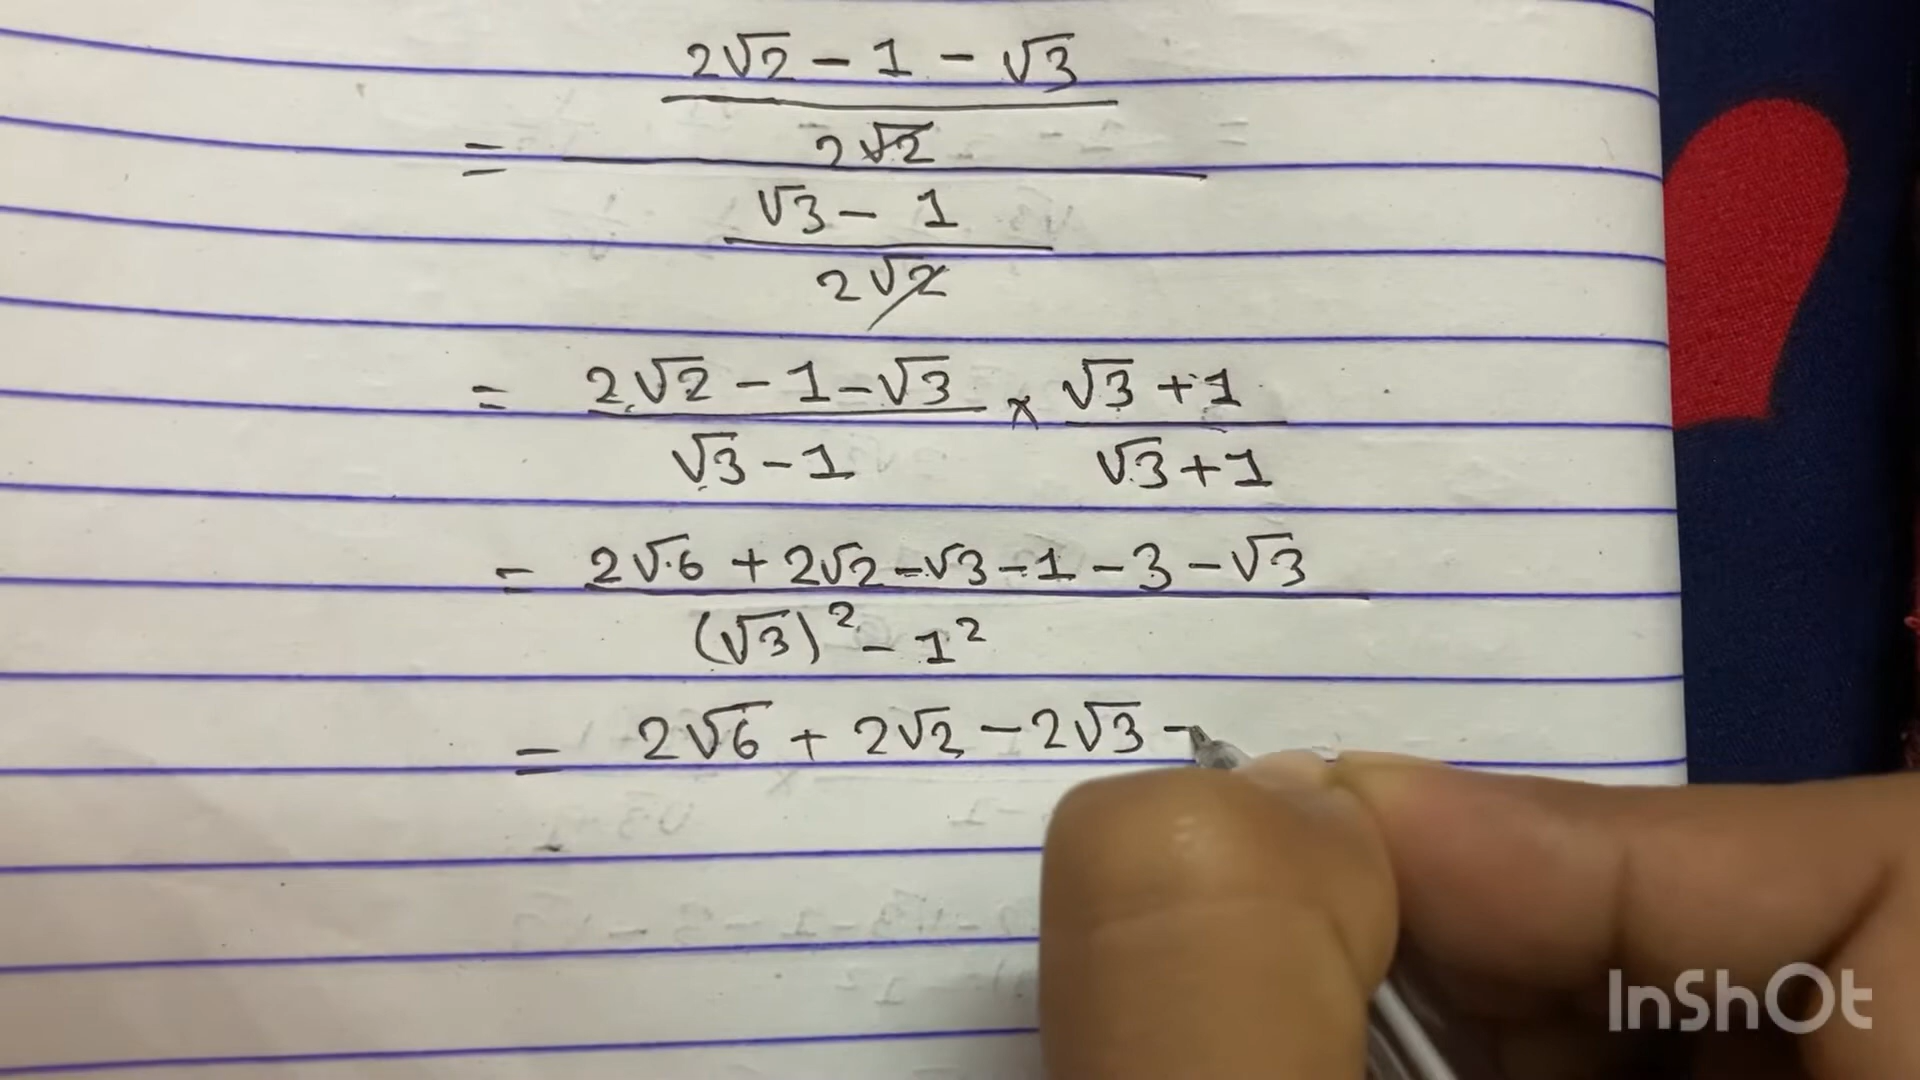 2√2 - 1 - √3
2√2
=
√3 - 1
2√2
= 2√2 - 1 - √3 × √3 + 1
√3 - 1 √3 + 1
= 2√6 + 2√2 - √3 - 1 - 3 - √3
(√3)² - 1²
= 2√6 + 2√2 - 2√3 -
InShOt